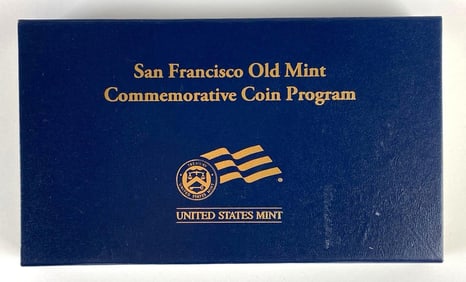 San Francisco Old Mint
Commemorative Coin Program
UNITED STATES MINT